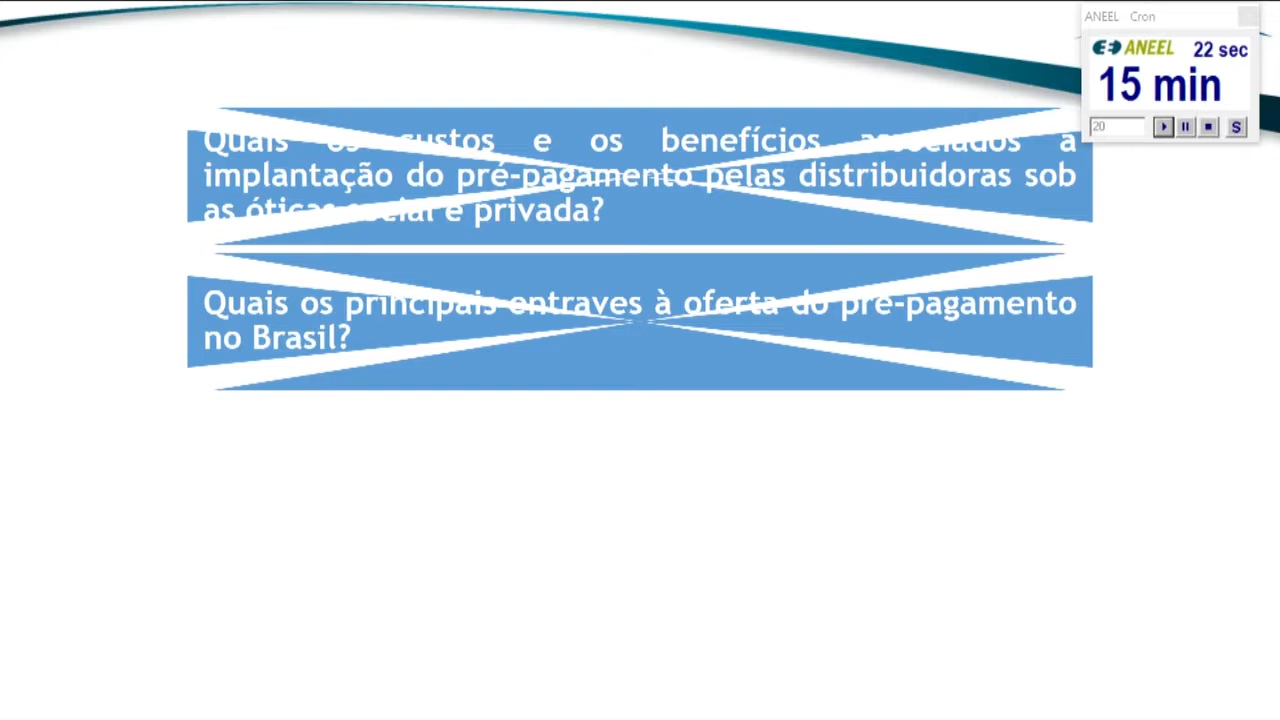 ANEEL Cron
ANEEL 22 sec
15 min
20
S
Quais os custos e os benefícios associados à
implantação do pré-pagamento pelas distribuidoras sob
as óticas social e privada?
Quais os principais entraves à oferta do pré-pagamento
no Brasil?